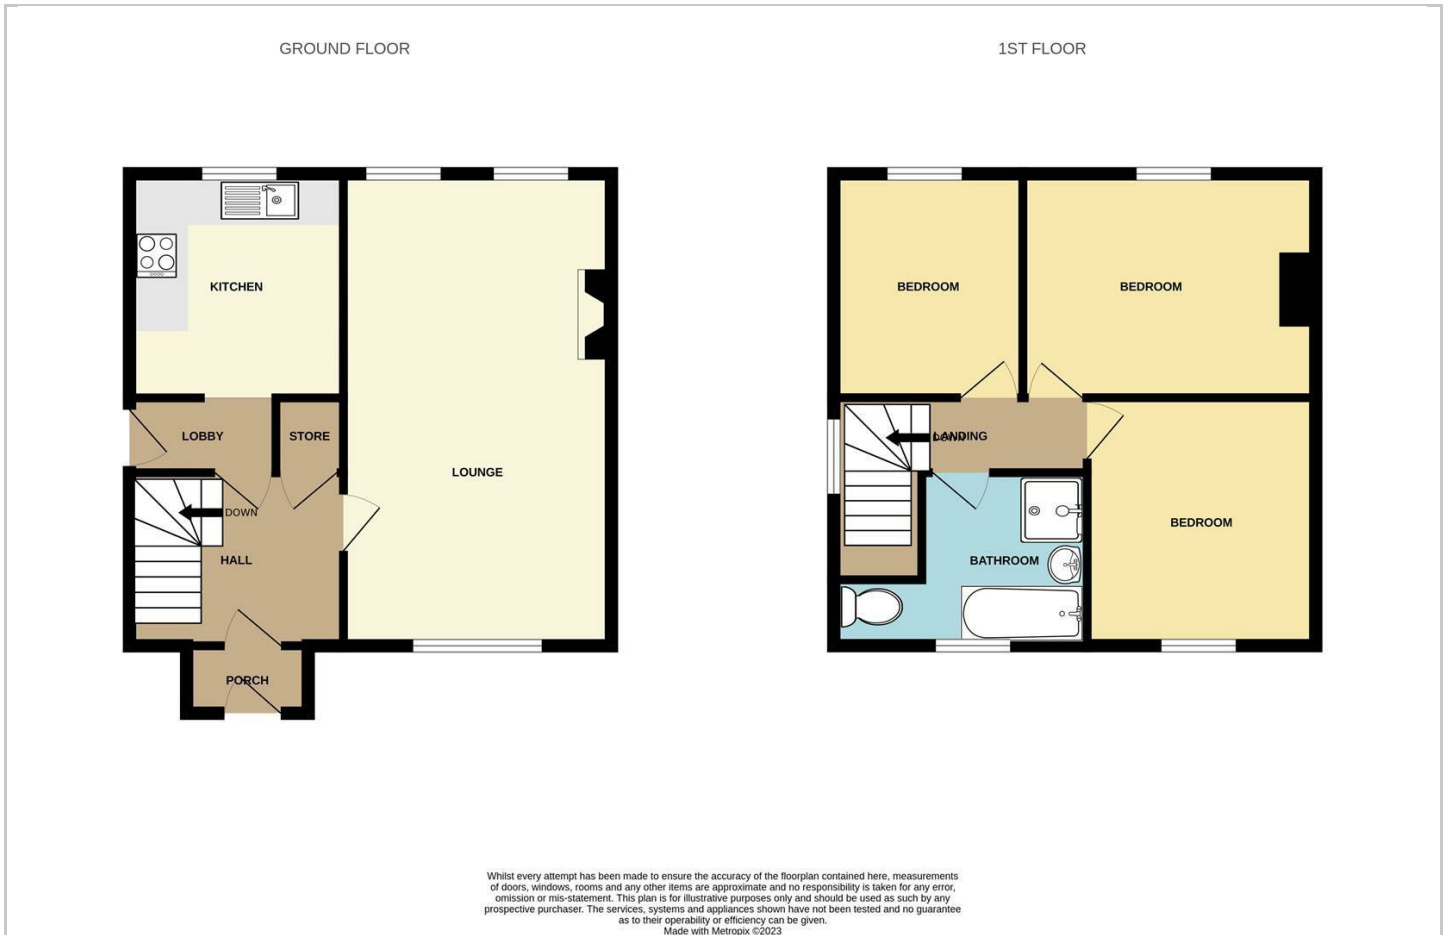 GROUND FLOOR
KITCHEN
LOBBY
STORE
LOUNGE
DOWN
HALL
PORCH
1ST FLOOR
BEDROOM
BEDROOM
LANDING
DOWN
BEDROOM
BATHROOM
Whilst every attempt has been made to ensure the accuracy of the floorplan contained here, measurements
of doors, windows, rooms and any other items are approximate and no responsibility is taken for any error,
omission or mis-statement. This plan is for illustrative purposes only and should be used as such by any
prospective purchaser. The services, systems and appliances shown have not been tested and no guarantee
as to their operability or efficiency can be given.
Made with Metropix ©2023